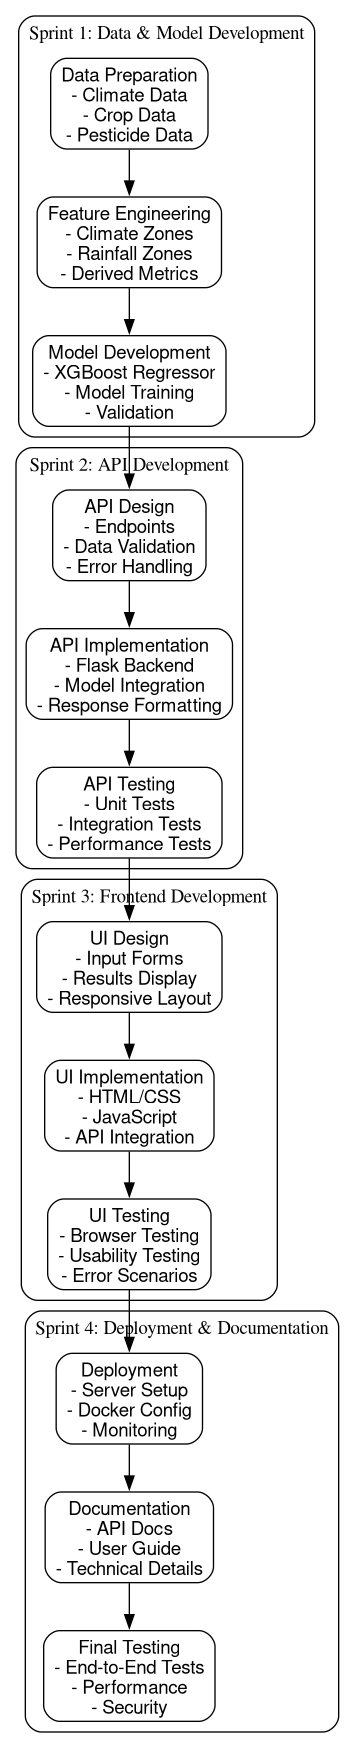 Sprint 1: Data & Model Development
Data Preparation
- Climate Data
- Crop Data
- Pesticide Data
Feature Engineering
- Climate Zones
- Rainfall Zones
- Derived Metrics
Model Development
- XGBoost Regressor
- Model Training
- Validation
Sprint 2: API Development
API Design
- Endpoints
- Data Validation
- Error Handling
API Implementation
- Flask Backend
- Model Integration
- Response Formatting
API Testing
- Unit Tests
- Integration Tests
- Performance Tests
Sprint 3: Frontend Development
UI Design
- Input Forms
- Results Display
- Responsive Layout
UI Implementation
- HTML/CSS
- JavaScript
- API Integration
UI Testing
- Browser Testing
- Usability Testing
- Error Scenarios
Sprint 4: Deployment & Documentation
Deployment
- Server Setup
- Docker Config
- Monitoring
Documentation
- API Docs
- User Guide
- Technical Details
Final Testing
- End-to-End Tests
- Performance
- Security